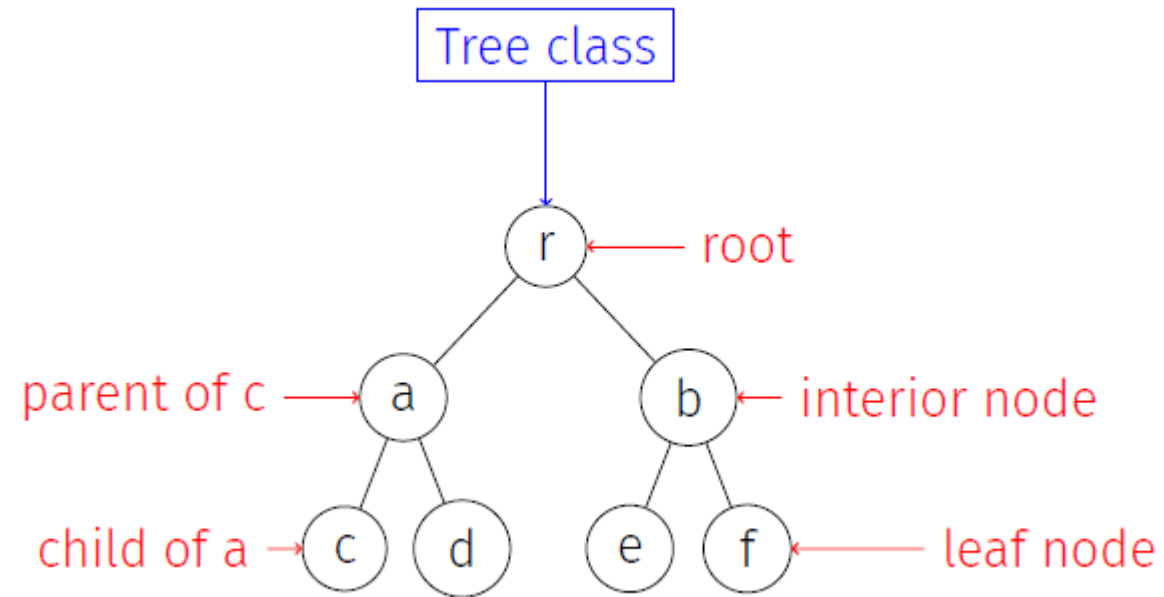 Tree class
r
root
parent of c
a
b
interior node
child of a
c
d
e
f
leaf node